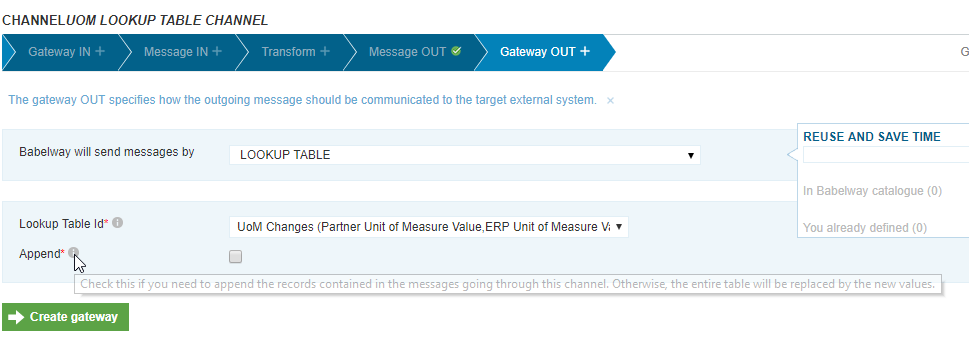 CHANNELUOM LOOKUP TABLE CHANNEL
Gateway IN + Message IN + Transform + Message OUT Gateway OUT + G
The gateway OUT specifies how the outgoing message should be communicated to the target external system. ×
REUSE AND SAVE TIME
Babelway will send messages by LOOKUP TABLE
In Babelway catalogue (0)
Lookup Table Id* i UoM Changes (Partner Unit of Measure Value,ERP Unit of Measure Va
You already defined (0)
Append* i
Check this if you need to append the records contained in the messages going through this channel. Otherwise, the entire table will be replaced by the new values.
Create gateway